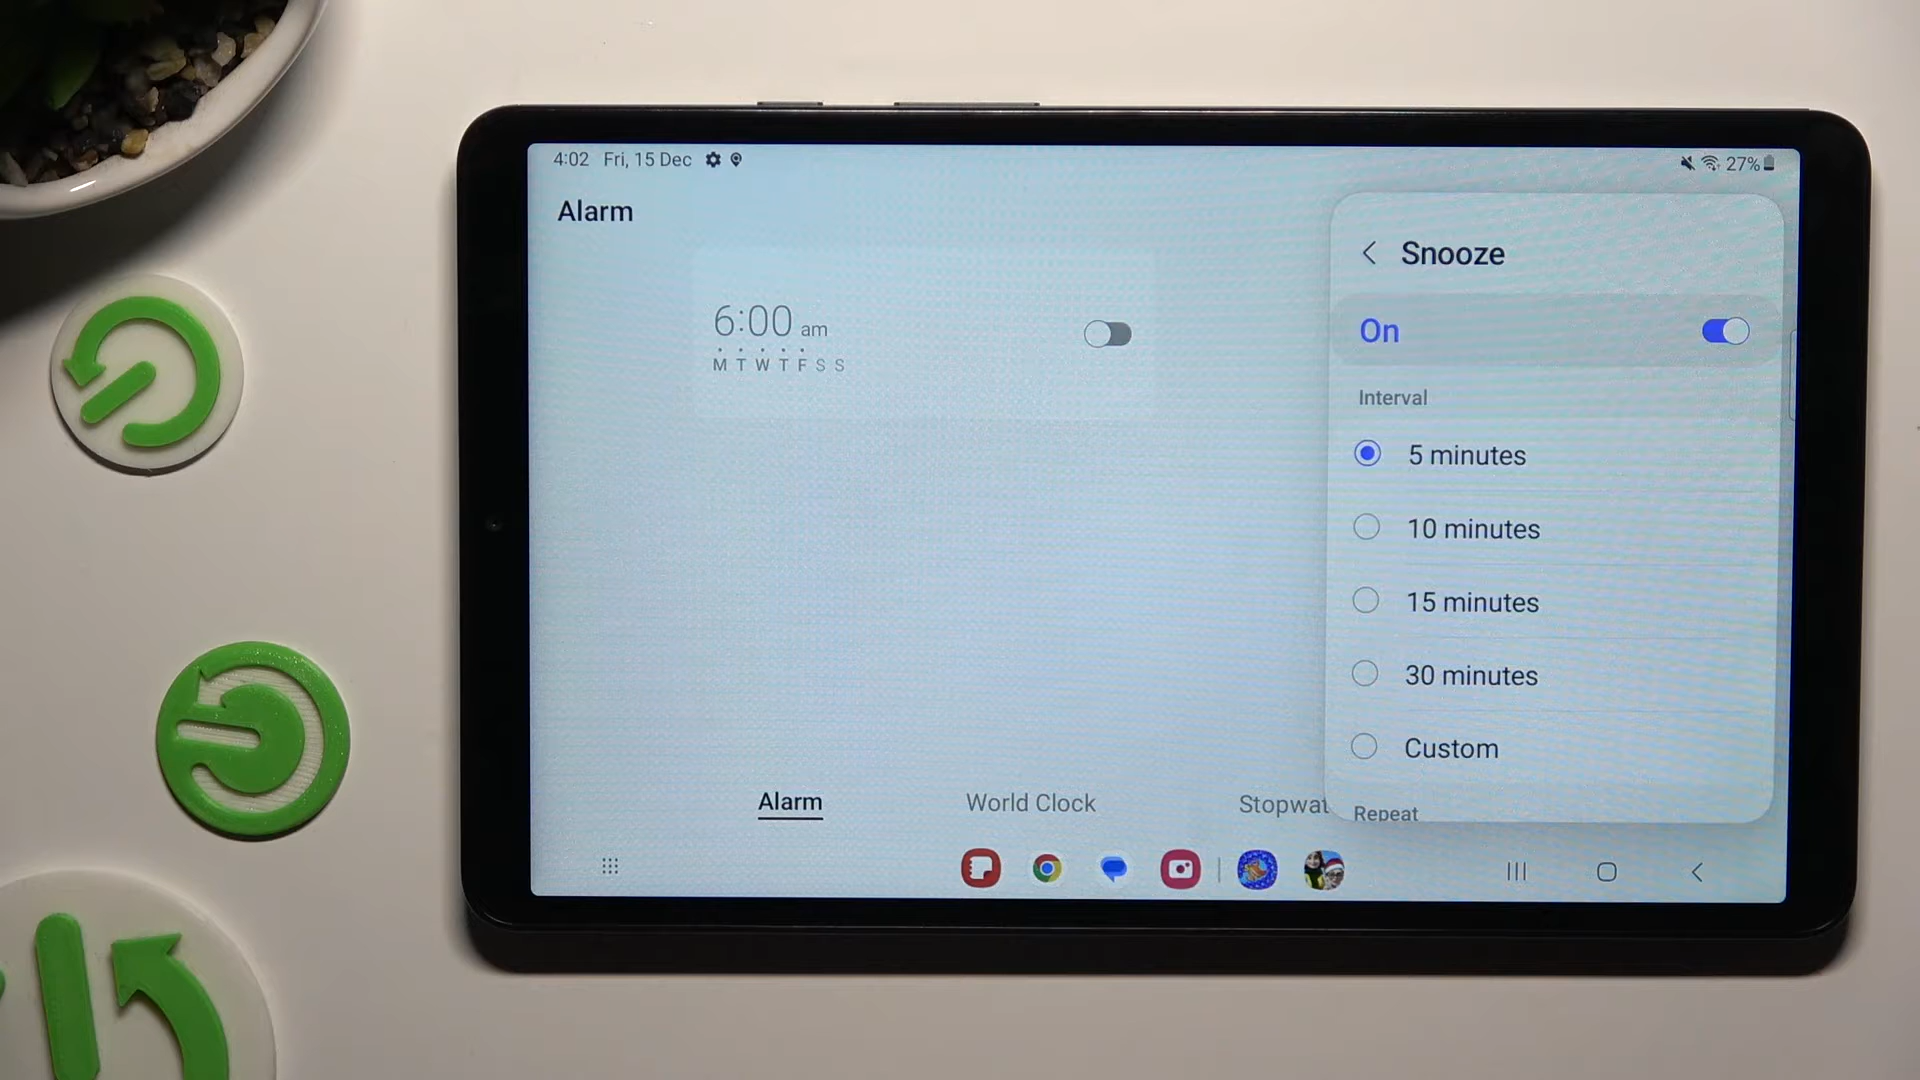 4:02 Fri, 15 Dec
27%
Alarm
Snooze
6:00 am
M T W T F S S
On
Interval
5 minutes
10 minutes
15 minutes
30 minutes
Custom
Repeat
Alarm
World Clock
Stopwat